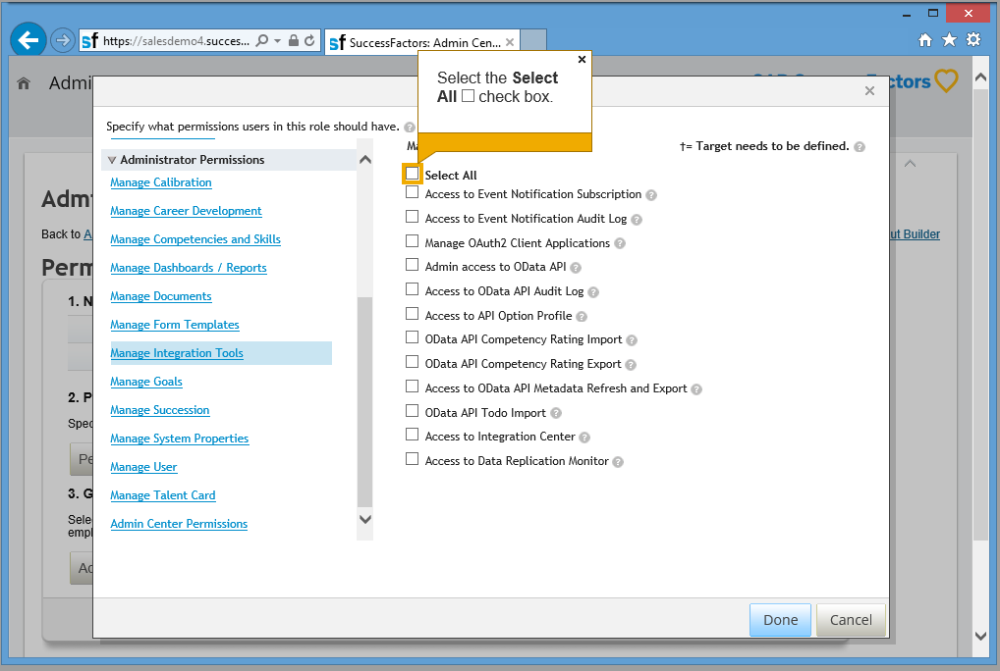 https://salesdemo4.succes...
sf SuccessFactors: Admin Cen...
Select the Select
All check box.
Admi
ctors
Specify what permissions users in this role should have.
†= Target needs to be defined.
Administrator Permissions
Manage Calibration
Manage Career Development
Manage Competencies and Skills
Manage Dashboards / Reports
Manage Documents
Manage Form Templates
Manage Integration Tools
Manage Goals
Manage Succession
Manage System Properties
Manage User
Manage Talent Card
Admin Center Permissions
Select All
Access to Event Notification Subscription
Access to Event Notification Audit Log
Manage OAuth2 Client Applications
Admin access to OData API
Access to OData API Audit Log
Access to API Option Profile
OData API Competency Rating Import
OData API Competency Rating Export
Access to OData API Metadata Refresh and Export
OData API Todo Import
Access to Integration Center
Access to Data Replication Monitor
Back to A
ut Builder
Perm
1. N
2. P
Spec
Pe
3. G
Sele
empl
Done
Cancel